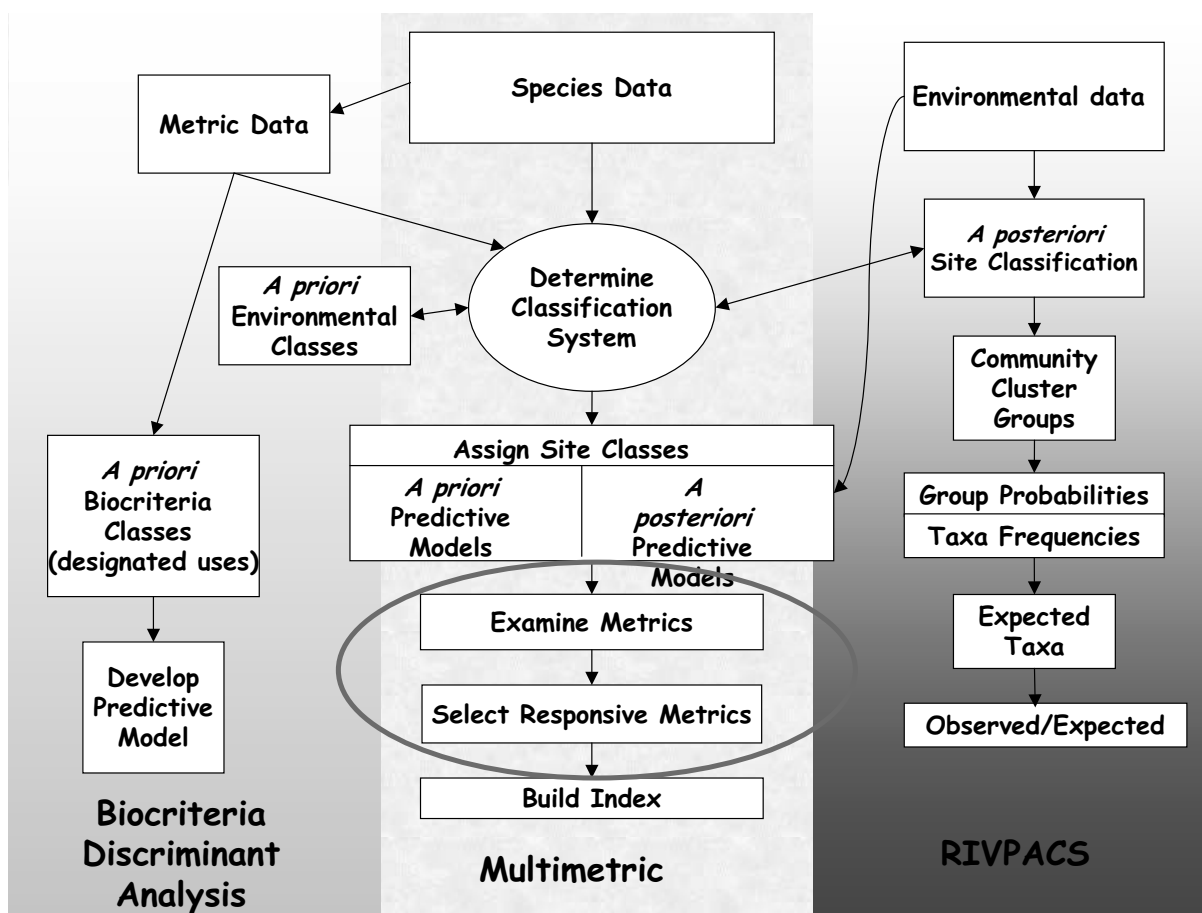 Species Data
Metric Data
Environmental data
A posteriori
Site Classification
A priori
Environmental
Classes
Determine
Classification
System
Community
Cluster
Groups
A priori
Biocriteria
Classes
(designated uses)
Assign Site Classes
A priori
Predictive
Models
A
posteriori
Predictive
Models
Group Probabilities
Taxa Frequencies
Examine Metrics
Expected
Taxa
Develop
Predictive
Model
Select Responsive Metrics
Observed/Expected
Build Index
Biocriteria
Discriminant
Analysis
Multimetric
RIVPACS